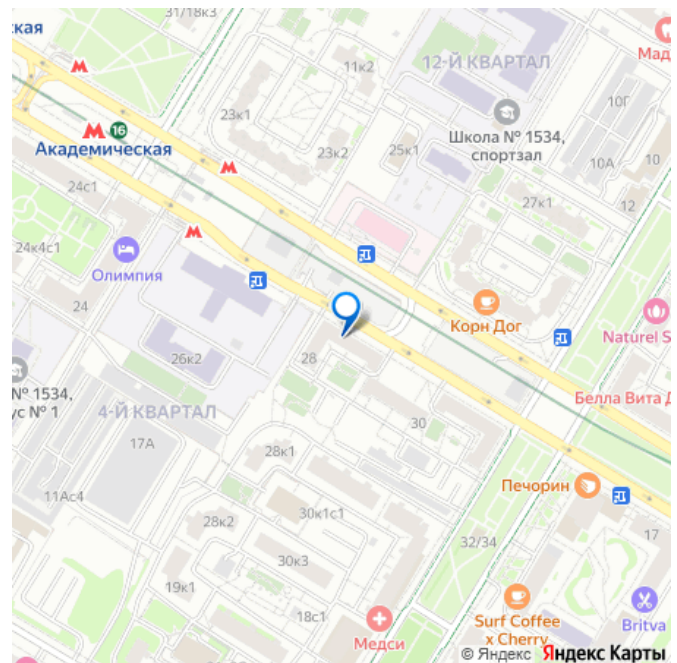 31/18к3
ская
Мад
11к2
12-Й КВАРТАЛ
10Г
23к1
16
Академическая
Школа № 1534,
спортзал
23к2
25к1
10А
10
24с1
27к1
12
24к4с1
Олимпия
Корн Дог
24
Naturel S
28
26к2
№ 1534,
ус № 1
4-Й КВАРТАЛ
Белла Вита Д
30
17А
28к1
Печорин
11Ас4
30к1с1
28к2
32/34
17
30к3
19к1
18с1
Surf Coffee
x Cherry
Britva
Медси
© Яндекс Яндекс Карты